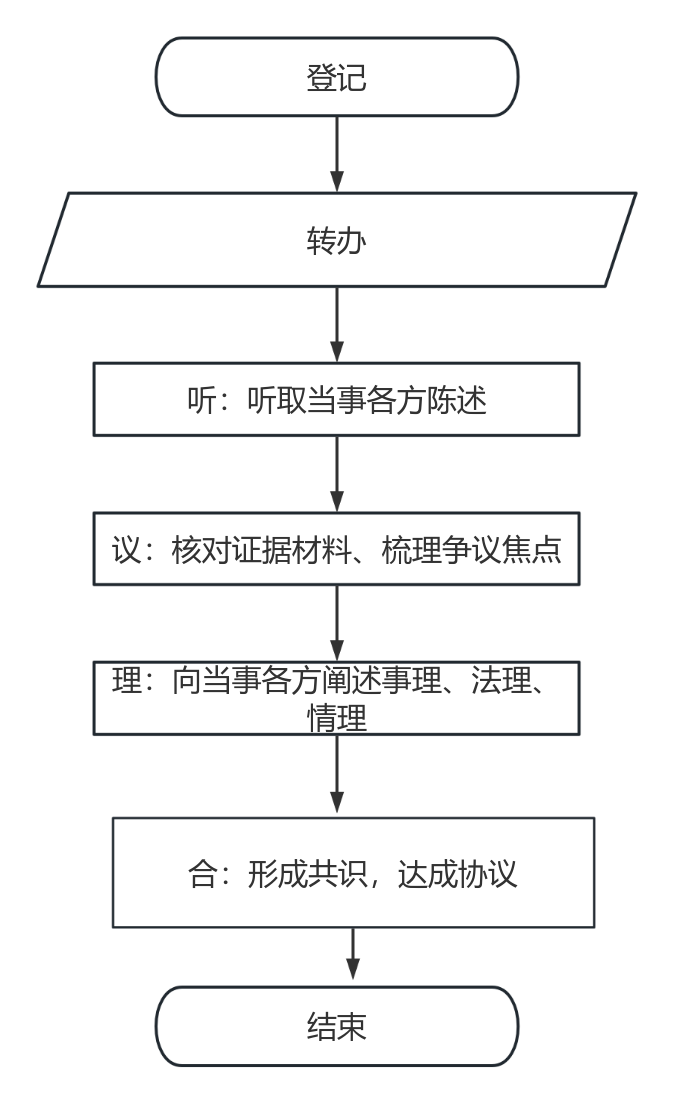 登记
转办
听：听取当事各方陈述
议：核对证据材料、梳理争议焦点
理：向当事各方阐述事理、法理、
情理
合：形成共识，达成协议
结束